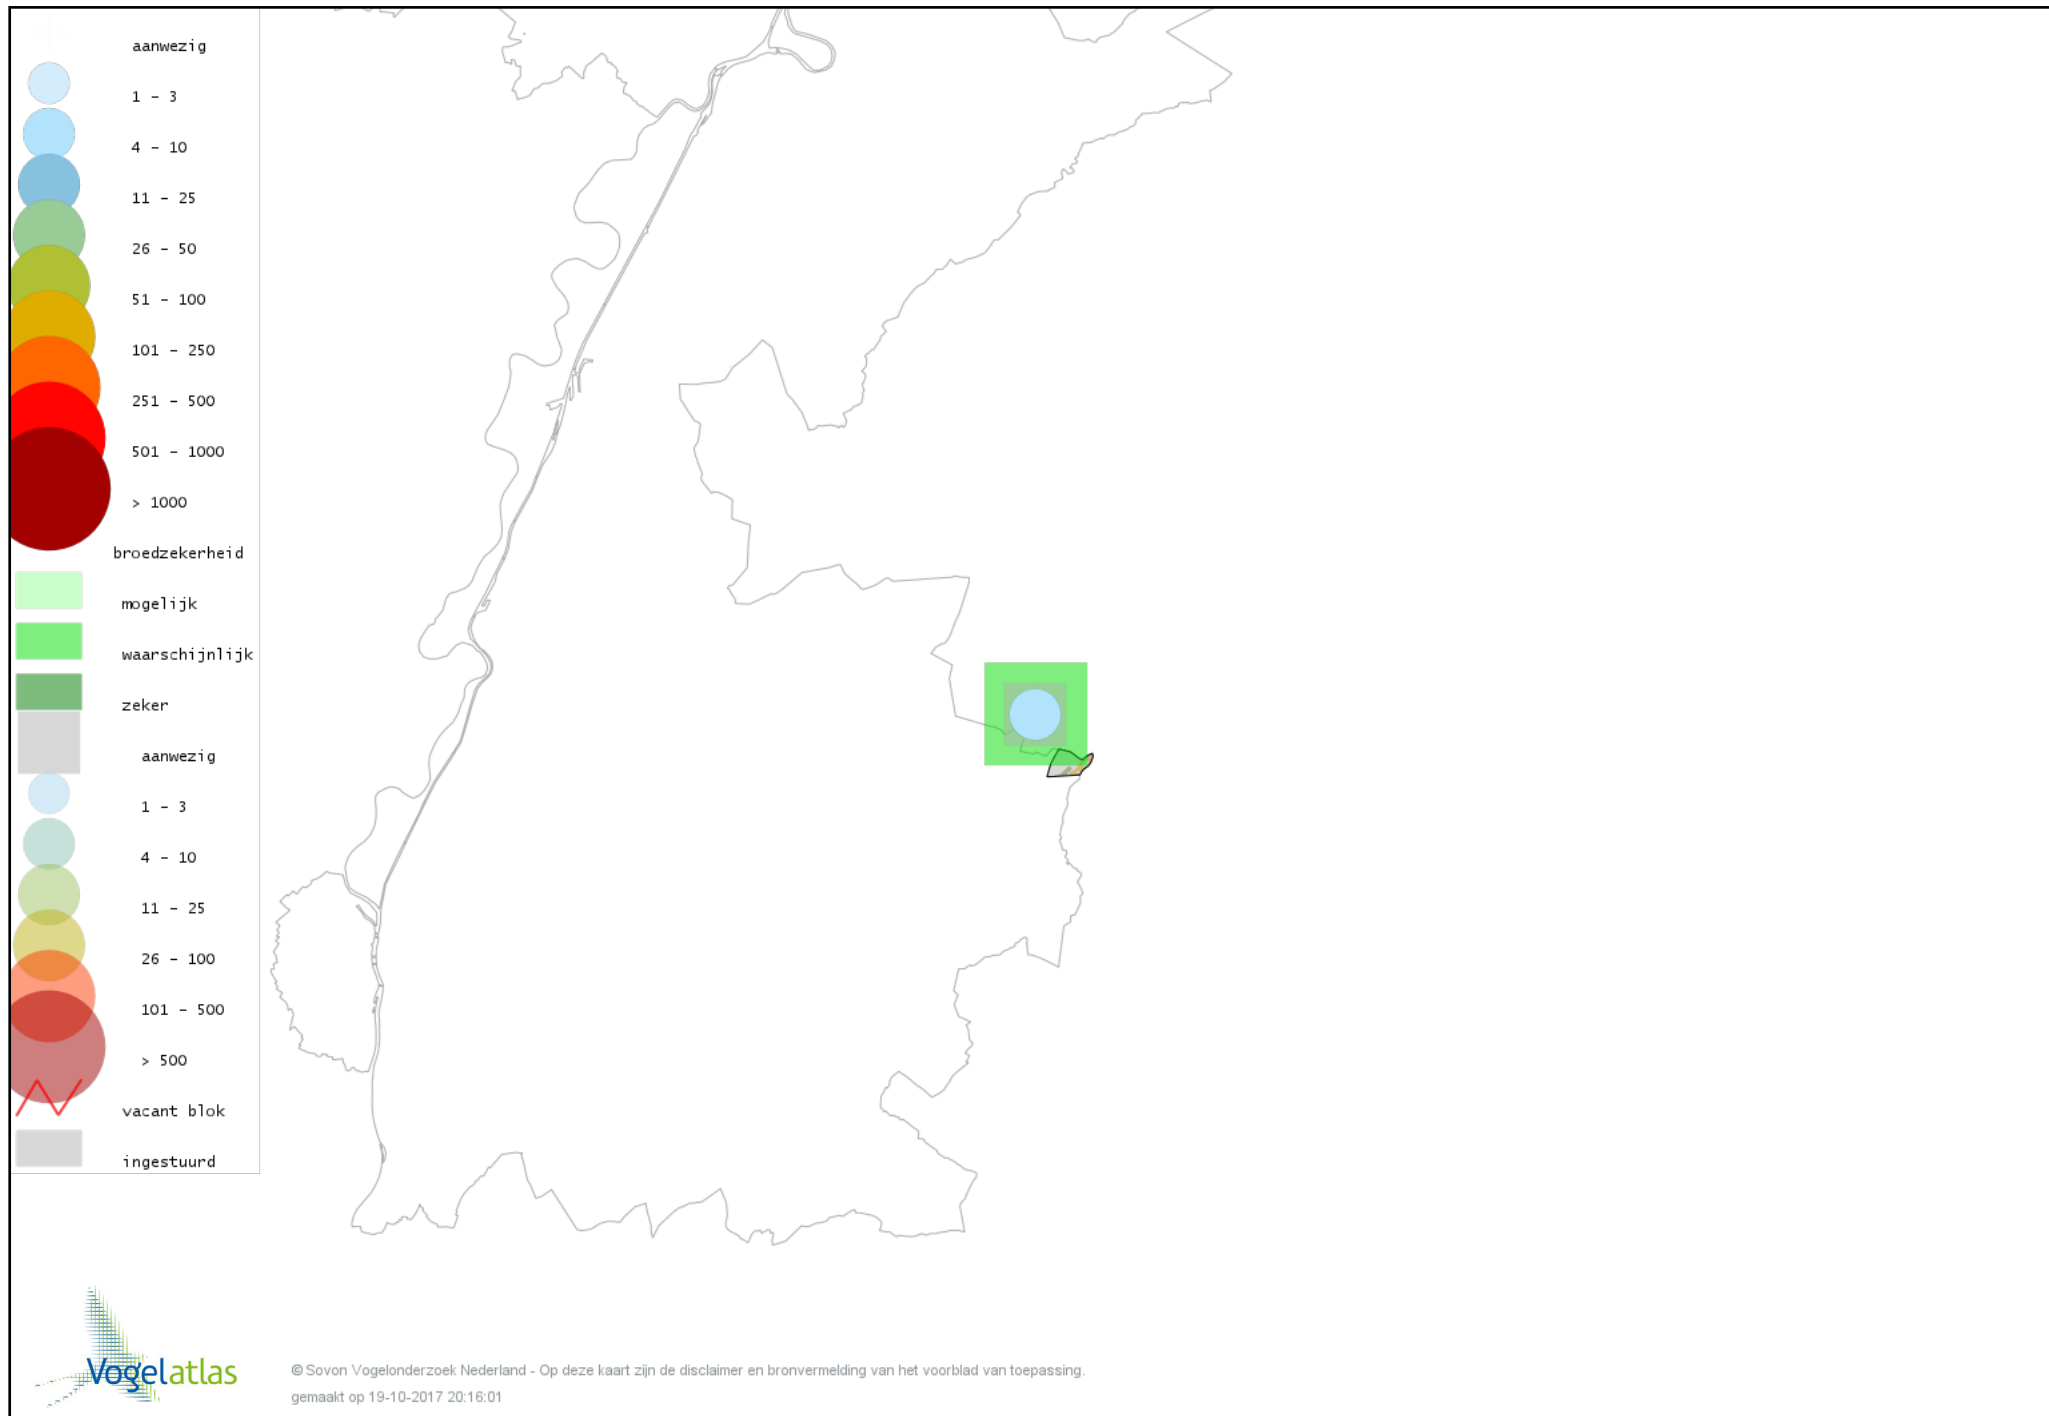 aanwezig
1 - 3
4 - 10
11 - 25
26 - 50
51 - 100
101 - 250
251 - 500
501 - 1000
> 1000
broedzekerheid
mogelijk
waarschijnlijk
zeker
aanwezig
1 - 3
4 - 10
11 - 25
26 - 100
101 - 500
> 500
vacant blok
ingestuurd
Vogelatlas
© Sovon Vogelonderzoek Nederland - Op deze kaart zijn de disclaimer en bronvermelding van het voorblad van toepassing.
gemaakt op 19-10-2017 20:16:01